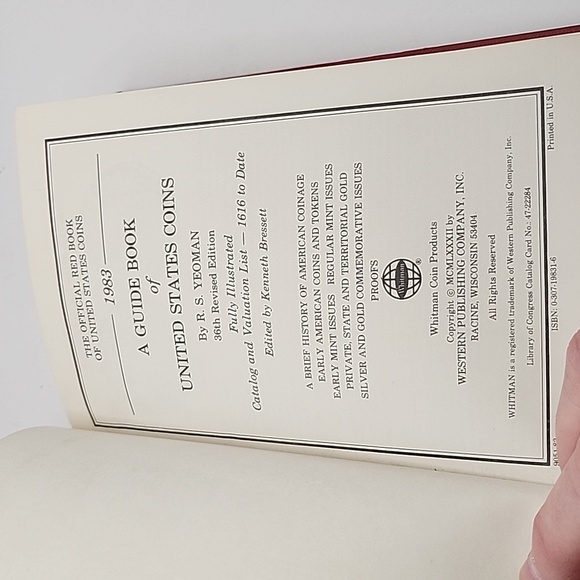 THE OFFICIAL RED BOOK
OF UNITED STATES COINS
1983
A GUIDE BOOK
of
UNITED STATES COINS
By R. S. YEOMAN
36th Revised Edition
Fully Illustrated
Catalog and Valuation List — 1616 to Date
Edited by Kenneth Bressett
A BRIEF HISTORY OF AMERICAN COINAGE
EARLY AMERICAN COINS AND TOKENS
EARLY MINT ISSUES REGULAR MINT ISSUES
PRIVATE, STATE AND TERRITORIAL GOLD
SILVER AND GOLD COMMEMORATIVE ISSUES
PROOFS
Whitman®
Whitman Coin Products
Copyright © MCMLXXXII by
WESTERN PUBLISHING COMPANY, INC.
RACINE, WISCONSIN 53404
All Rights Reserved
WHITMAN is a registered trademark of Western Publishing Company, Inc.
Library of Congress Catalog Card No.: 47-22284
ISBN: 0-307-19831-6
Printed in U.S.A.